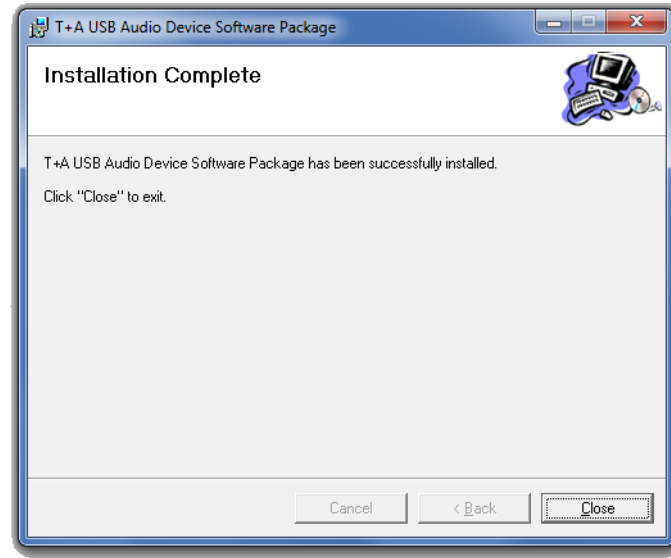 T+A USB Audio Device Software Package
Installation Complete
T+A USB Audio Device Software Package has been successfully installed.
Click "Close" to exit.
Cancel
< Back
Close